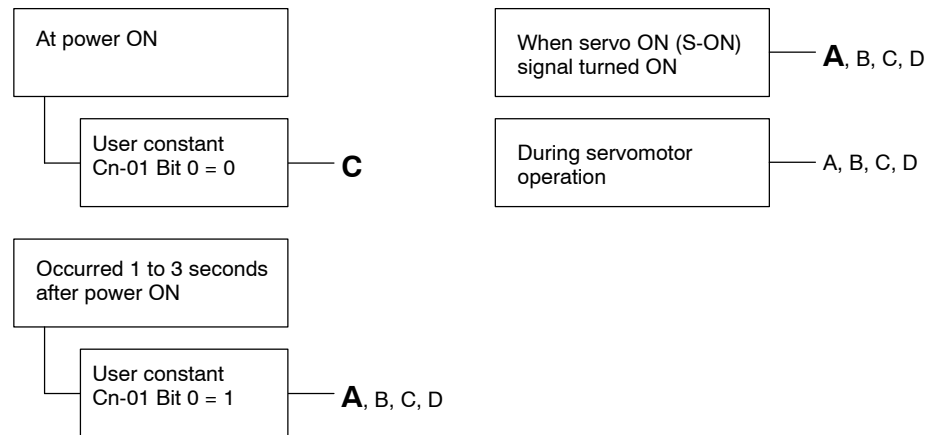 At power ON
User constant
Cn-01 Bit 0 = 0
C
Occurred 1 to 3 seconds
after power ON
User constant
Cn-01 Bit 0 = 1
A, B, C, D
When servo ON (S-ON)
signal turned ON
A, B, C, D
During servomotor
operation
A, B, C, D